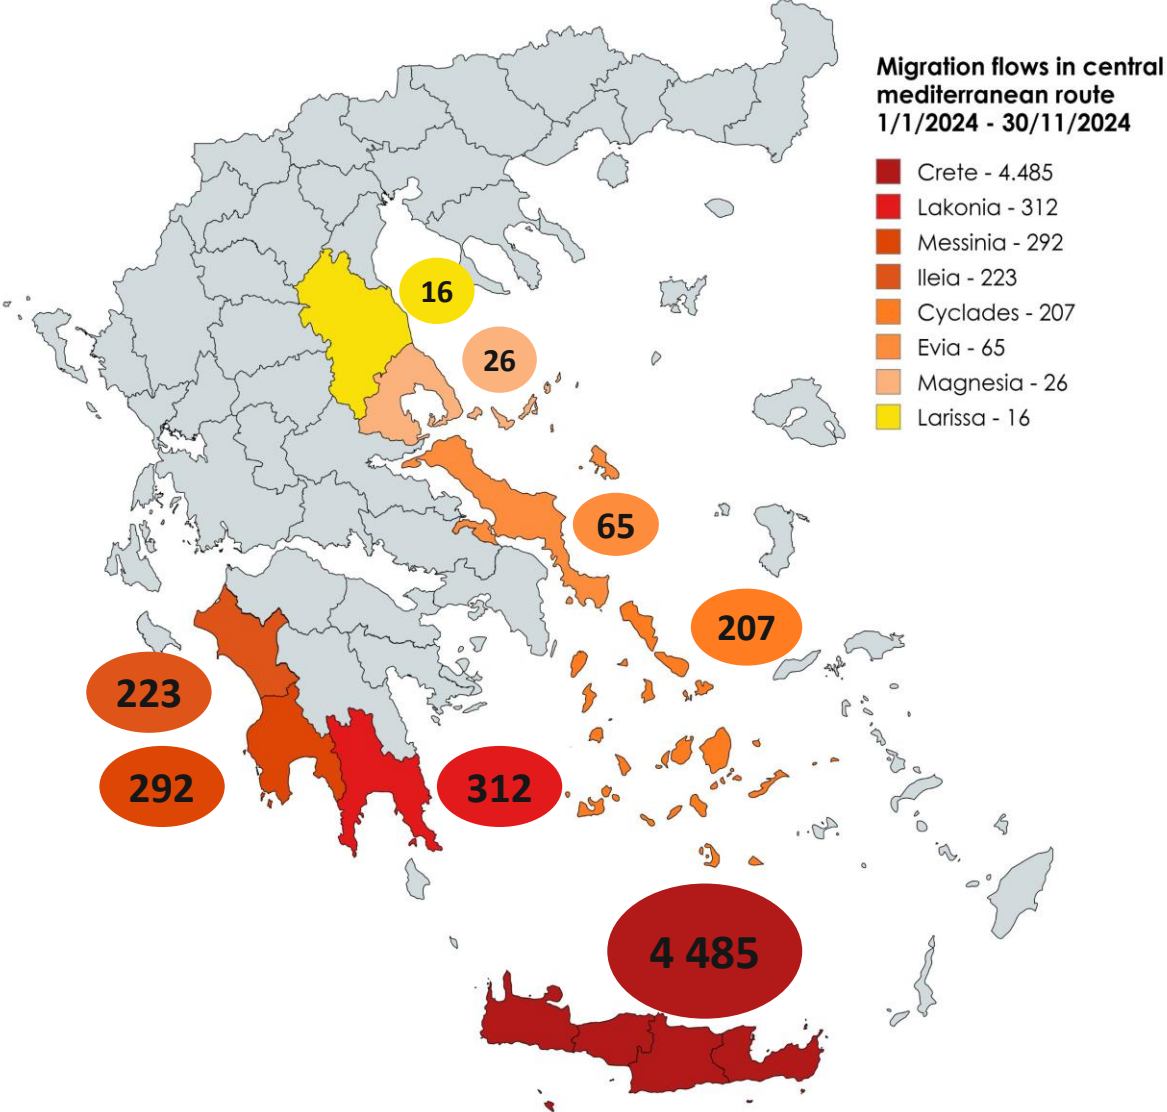 Migration flows in central
mediterranean route
1/1/2024 - 30/11/2024
Crete - 4.485
Lakonia - 312
Messinia - 292
Ileia - 223
Cyclades - 207
Evia - 65
Magnesia - 26
Larissa - 16
16
26
65
207
223
292
312
4 485